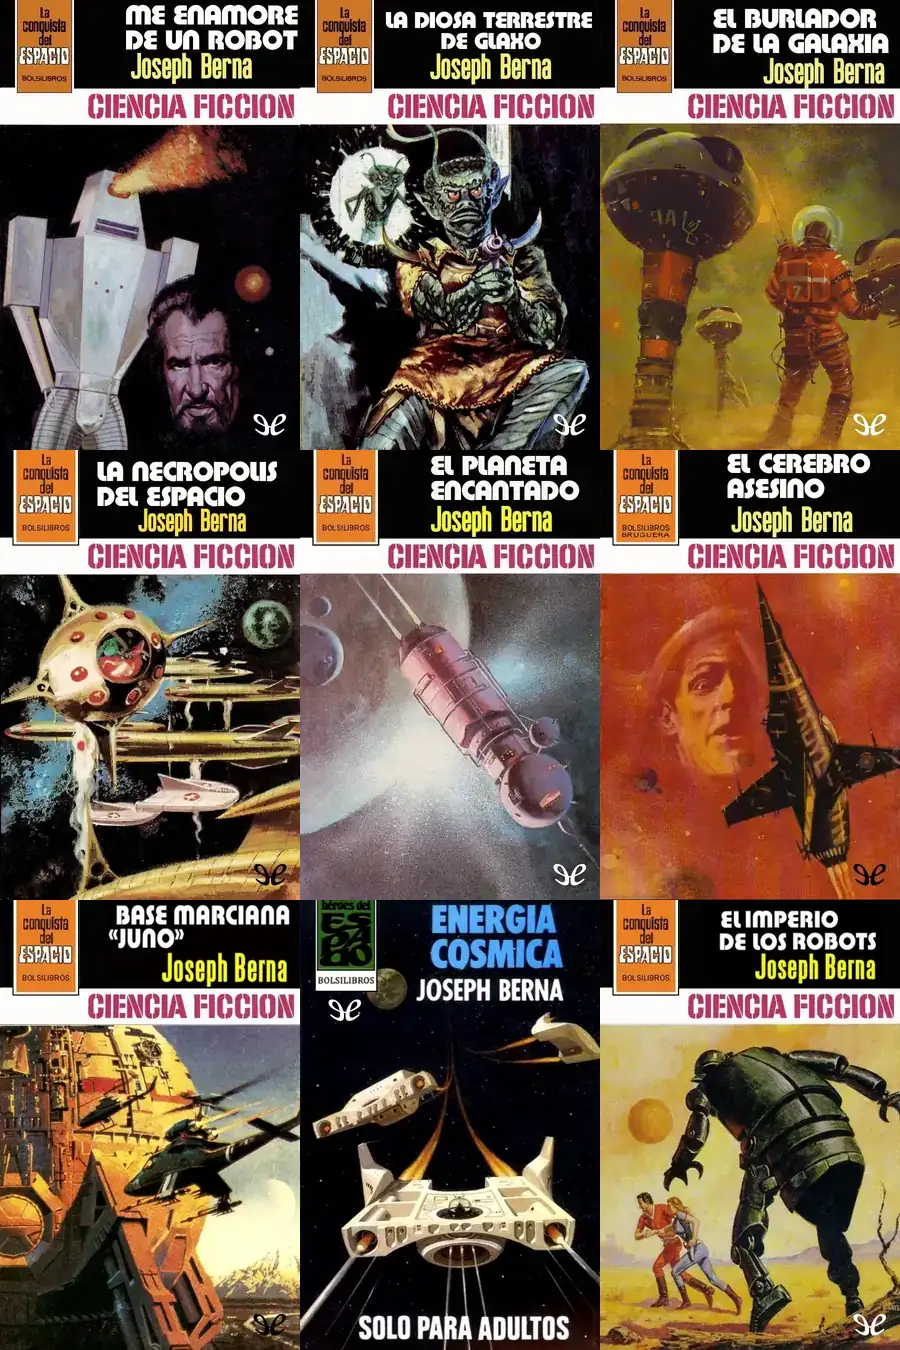 La
conquista
del
ESPACIO
BOLSILIBROS
ME ENAMORE
DE UN ROBOT
Joseph Berna
CIENCIA FICCION
La
conquista
del
ESPACIO
BOLSILIBROS
LA DIOSA TERRESTRE
DE GLAXO
Joseph Berna
CIENCIA FICCION
La
conquista
del
ESPACIO
BOLSILIBROS
EL BURLADOR
DE LA GALAXIA
Joseph Berna
CIENCIA FICCION
7
La
conquista
del
ESPACIO
BOLSILIBROS
LA NECROPOLIS
DEL ESPACIO
Joseph Berna
CIENCIA FICCION
La
conquista
del
ESPACIO
BOLSILIBROS
EL PLANETA
ENCANTADO
Joseph Berna
CIENCIA FICCION
La
conquista
del
ESPACIO
BOLSILIBROS
BRUGUERA
EL CEREBRO
ASESINO
Joseph Berna
CIENCIA FICCION
La
conquista
del
ESPACIO
BOLSILIBROS
BASE MARCIANA
«JUNO»
Joseph Berna
CIENCIA FICCION
héroes del
ESPACIO
BOLSILIBROS
ENERGIA
COSMICA
JOSEPH BERNA
SOLO PARA ADULTOS
La
conquista
del
ESPACIO
BOLSILIBROS
EL IMPERIO
DE LOS ROBOTS
Joseph Berna
CIENCIA FICCION